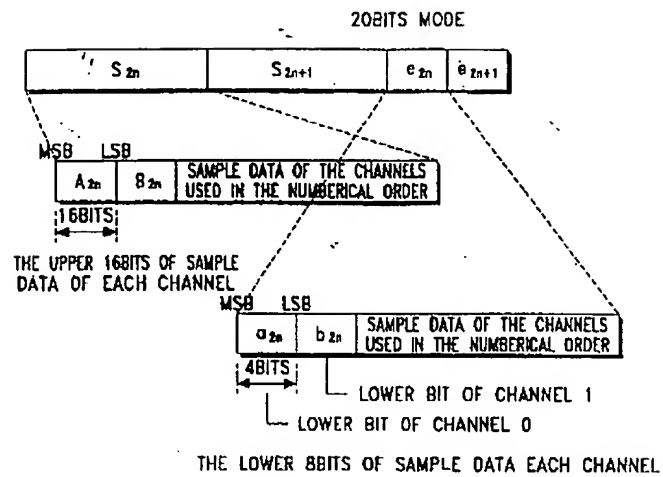 20BITS MODE
S2n S2n+1 e2n e2n+1
MSB LSB
A2n B2n SAMPLE DATA OF THE CHANNELS
USED IN THE NUMBERICAL ORDER
16BITS
THE UPPER 16BITS OF SAMPLE
DATA OF EACH CHANNEL
MSB LSB
a2n b2n SAMPLE DATA OF THE CHANNELS
USED IN THE NUMBERICAL ORDER
4BITS
LOWER BIT OF CHANNEL 1
LOWER BIT OF CHANNEL 0
THE LOWER 8BITS OF SAMPLE DATA EACH CHANNEL